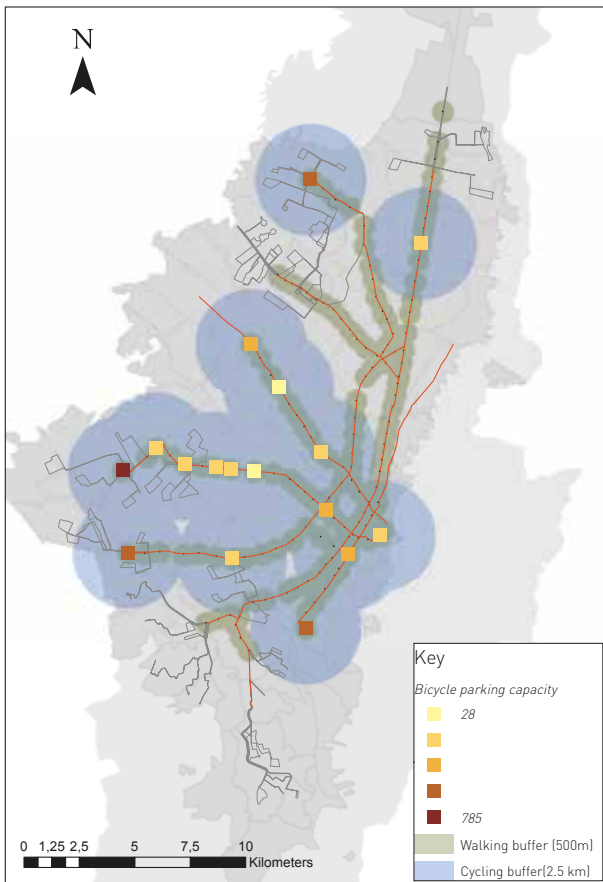 N
Key
Bicycle parking capacity
28
785
Walking buffer (500m)
Cycling buffer(2.5 km)
0 1,25 2,5 5 7,5 10
Kilometers